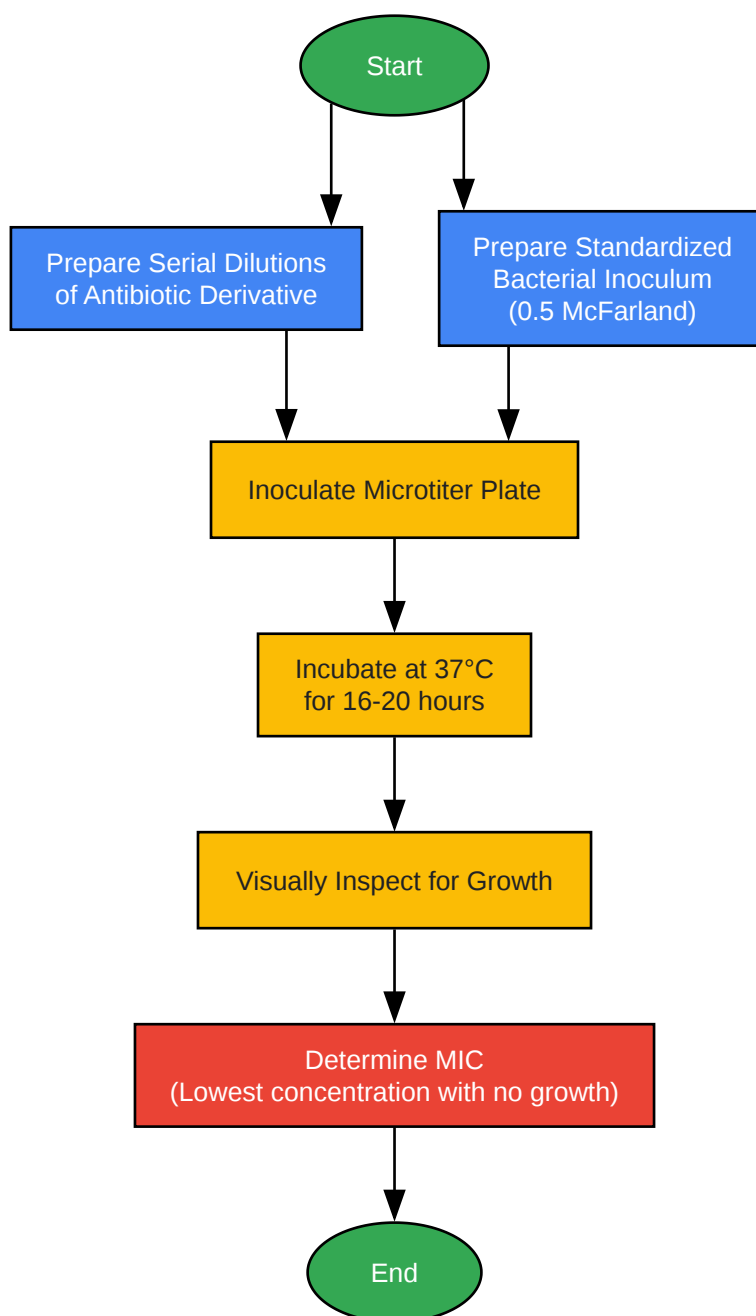 Start
Prepare Serial Dilutions
of Antibiotic Derivative
Prepare Standardized
Bacterial Inoculum
(0.5 McFarland)
Inoculate Microtiter Plate
Incubate at 37°C
for 16-20 hours
Visually Inspect for Growth
Determine MIC
(Lowest concentration with no growth)
End